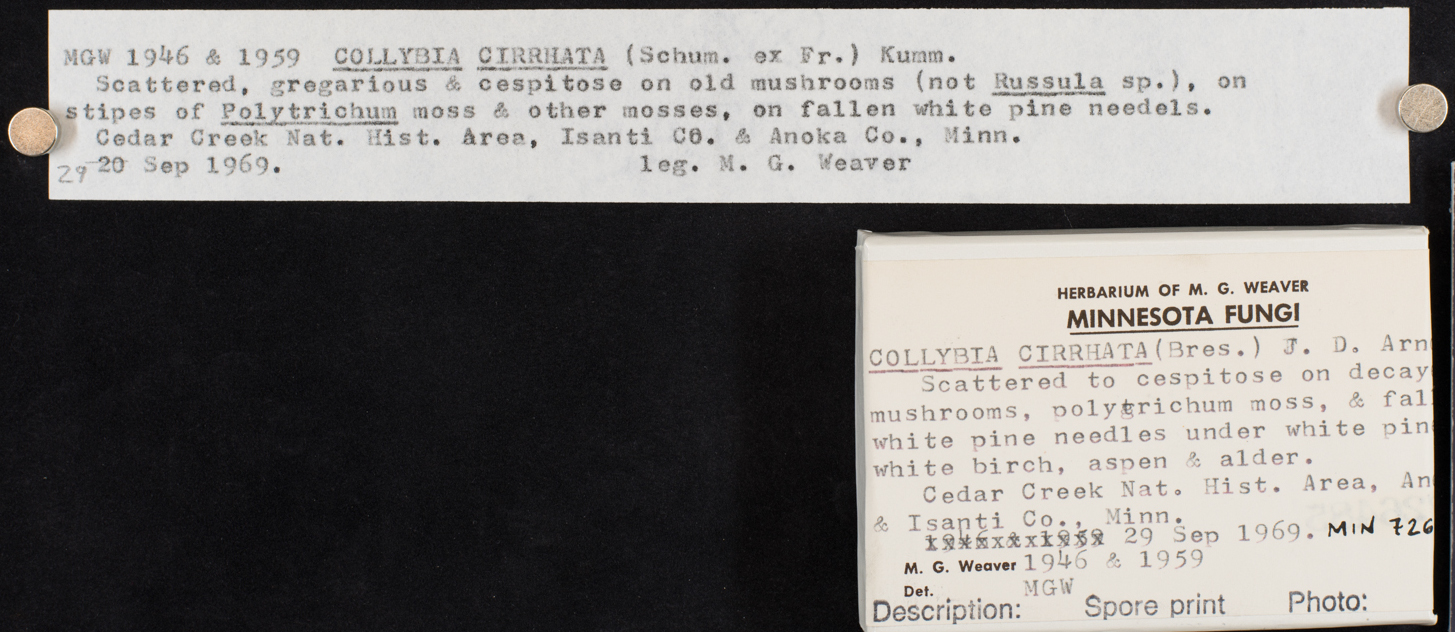 MGW 1946 & 1959 COLLYBIA CIRRHATA (Schum. ex Fr.) Kumm.
Scattered, gregarious & cespitose on old mushrooms (not Russula sp.), on
stipes of Polytrichum moss & other mosses, on fallen white pine needels.
Cedar Creek Nat. Hist. Area, Isanti Co. & Anoka Co., Minn.
29 20 Sep 1969. leg. M. G. Weaver
HERBARIUM OF M. G. WEAVER
MINNESOTA FUNGI
COLLYBIA CIRRHATA (Bres.) J. D. Arn
Scattered to cespitose on decay
mushrooms, polytrichum moss, & fal
white pine needles under white pin
white birch, aspen & alder.
Cedar Creek Nat. Hist. Area, An
& Isanti Co., Minn.
29 Sep 1969. MIN 726
M. G. Weaver 1946 & 1959
Det. MGW
Description: Spore print Photo: